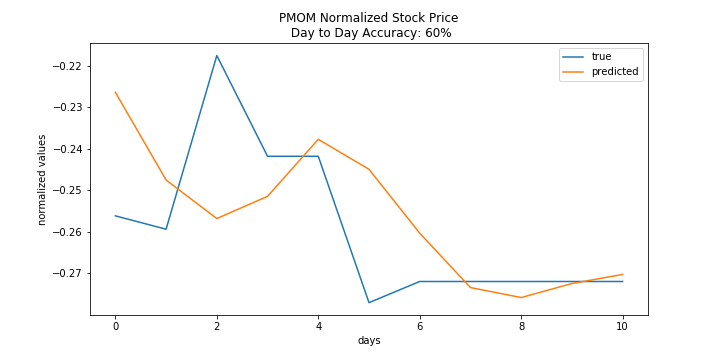 PMOM Normalized Stock Price
Day to Day Accuracy: 60%
true
predicted
normalized values
−0.22
−0.23
−0.24
−0.25
−0.26
−0.27
0
2
4
6
8
10
days